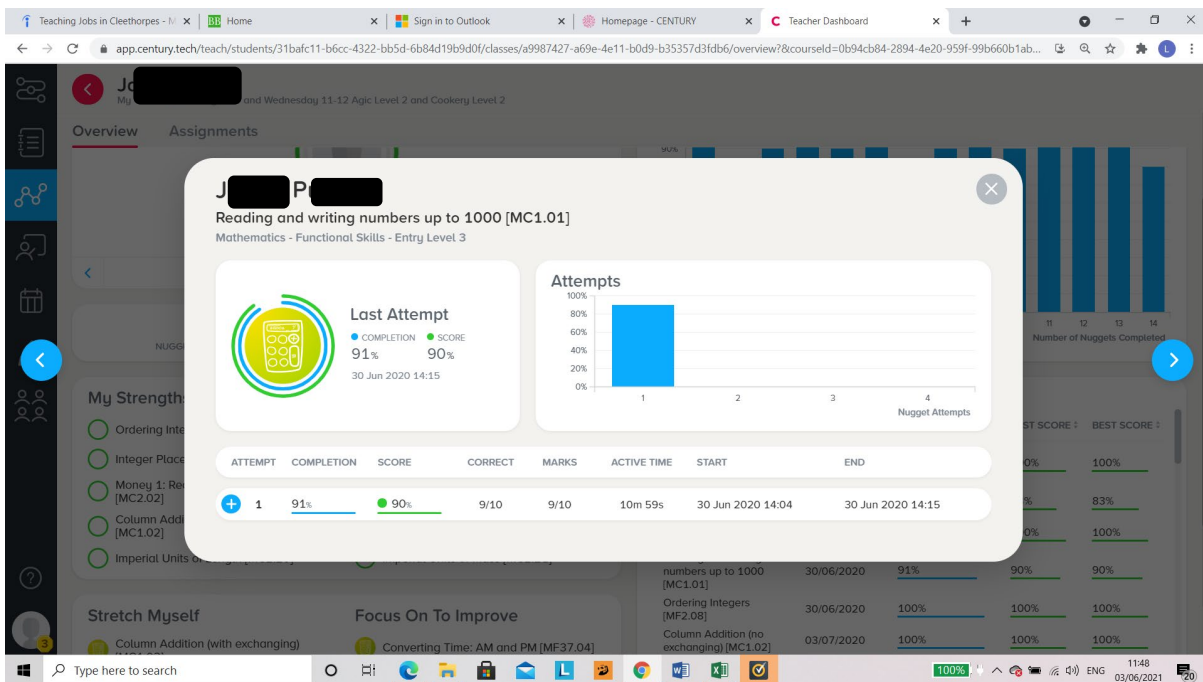 Teaching Jobs in Cleethorpes - M
BB Home
Sign in to Outlook
Homepage - CENTURY
C Teacher Dashboard
app.century.tech/teach/students/31bafc11-b6cc-4322-bb5d-6b84d19b9d0f/classes/a9987427-a69e-4e11-b0d9-b35357d3fdb6/overview?&courseId=0b94cb84-2894-4e20-959f-99b660b1ab...
L
My and Wednesday 11-12 Agic Level 2 and Cookery Level 2
Overview Assignments
90%
J P
Reading and writing numbers up to 1000 [MC1.01]
Mathematics - Functional Skills - Entry Level 3
Last Attempt
COMPLETION SCORE
91% 90%
30 Jun 2020 14:15
Attempts
100%
80%
60%
40%
20%
0%
1 2 3 4
Nugget Attempts
11 12 13 14
Number of Nuggets Completed
ATTEMPT COMPLETION SCORE CORRECT MARKS ACTIVE TIME START END
1 91% 90% 9/10 9/10 10m 59s 30 Jun 2020 14:04 30 Jun 2020 14:15
My Strength
Ordering Inte
Integer Place
Money 1: Re
[MC2.02]
Column Addi
[MC1.02]
Imperial Units
BEST SCORE
100%
83%
100%
numbers up to 1000 30/06/2020 91% 90% 90%
[MC1.01]
Ordering Integers 30/06/2020 100% 100% 100%
[MF2.08]
Column Addition (no 03/07/2020 100% 100% 100%
exchanging) [MC1.02]
Stretch Myself
Column Addition (with exchanging)
Focus On To Improve
Converting Time: AM and PM [MF37.04]
3
Type here to search
100%
ENG
11:48
03/06/2021
20